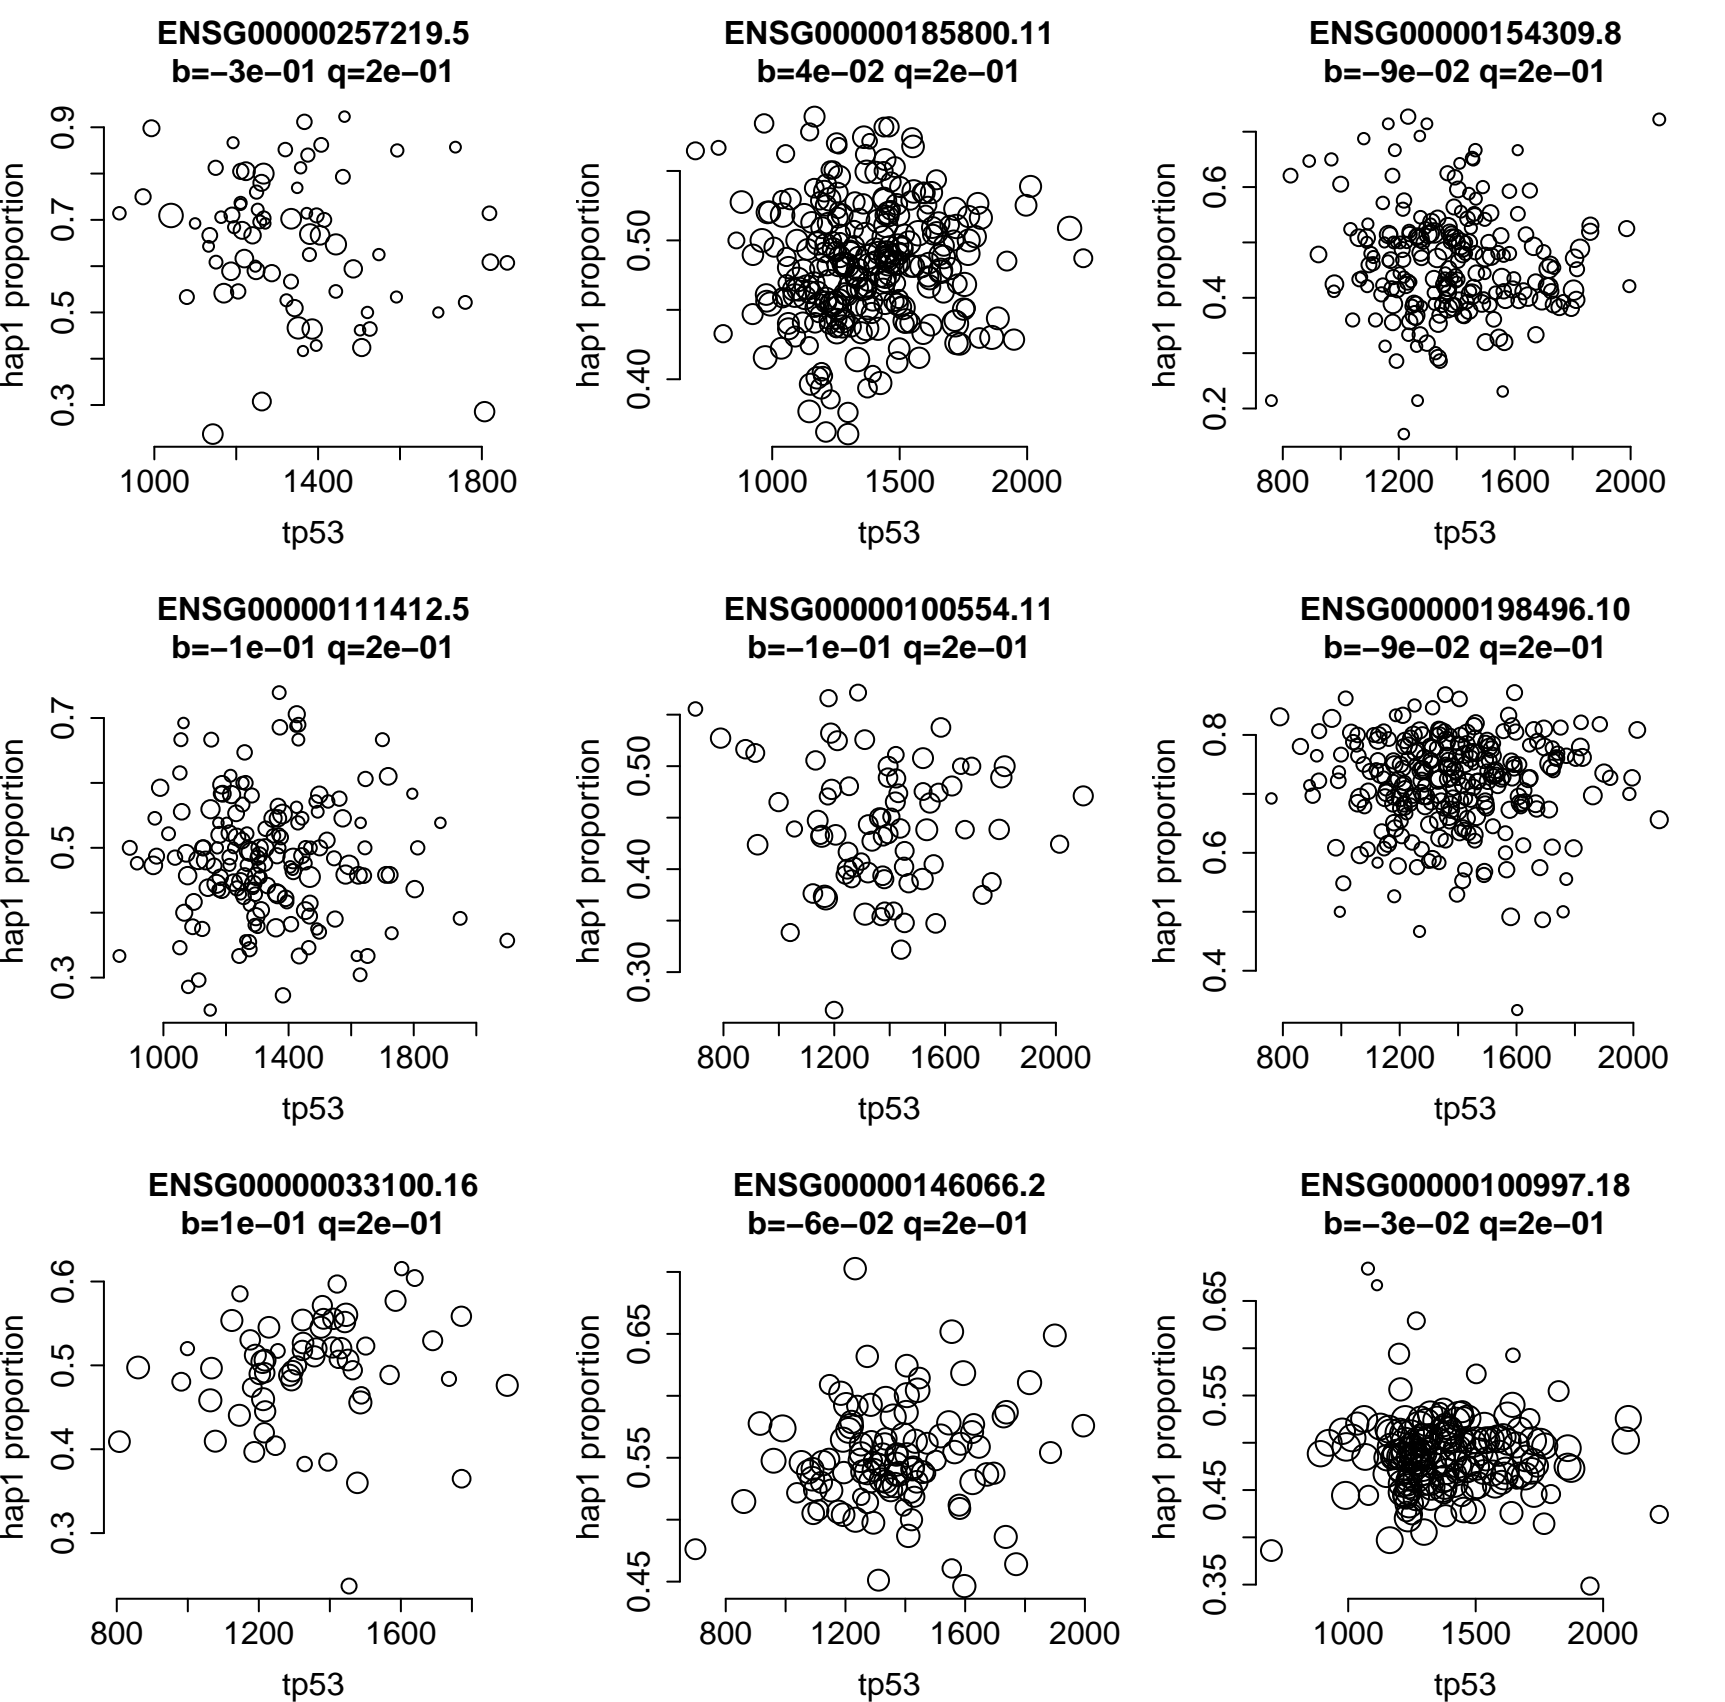 ENSG00000257219.5
b=−3e−01 q=2e−01
hap1 proportion
0.3 0.5 0.7 0.9
1000 1400 1800
tp53
ENSG00000185800.11
b=4e−02 q=2e−01
hap1 proportion
0.40 0.50
1000 1500 2000
tp53
ENSG00000154309.8
b=−9e−02 q=2e−01
hap1 proportion
0.2 0.4 0.6
800 1200 1600 2000
tp53
ENSG00000111412.5
b=−1e−01 q=2e−01
hap1 proportion
0.3 0.5 0.7
1000 1400 1800
tp53
ENSG00000100554.11
b=−1e−01 q=2e−01
hap1 proportion
0.30 0.40 0.50
800 1200 1600 2000
tp53
ENSG00000198496.10
b=−9e−02 q=2e−01
hap1 proportion
0.4 0.6 0.8
800 1200 1600 2000
tp53
ENSG00000033100.16
b=1e−01 q=2e−01
hap1 proportion
0.3 0.4 0.5 0.6
800 1200 1600
tp53
ENSG00000146066.2
b=−6e−02 q=2e−01
hap1 proportion
0.45 0.55 0.65
800 1200 1600 2000
tp53
ENSG00000100997.18
b=−3e−02 q=2e−01
hap1 proportion
0.35 0.45 0.55 0.65
1000 1500 2000
tp53